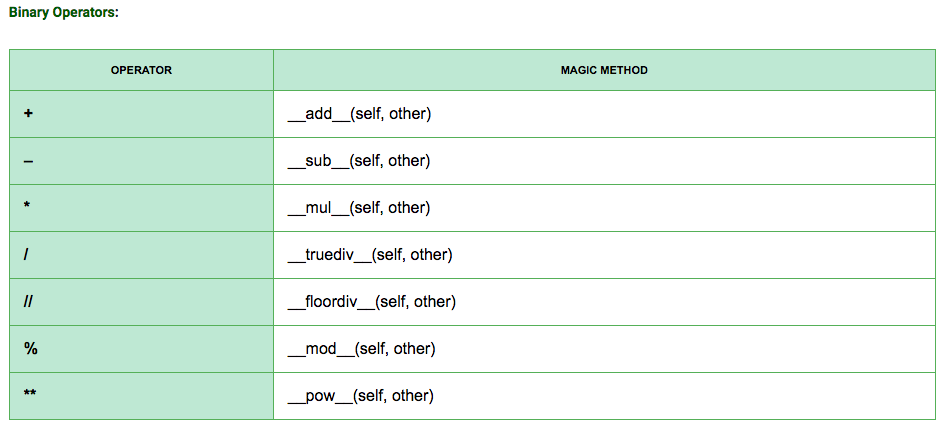 Binary Operators:
OPERATOR MAGIC METHOD
+ __add__(self, other)
– __sub__(self, other)
* __mul__(self, other)
/ __truediv__(self, other)
// __floordiv__(self, other)
% __mod__(self, other)
** __pow__(self, other)